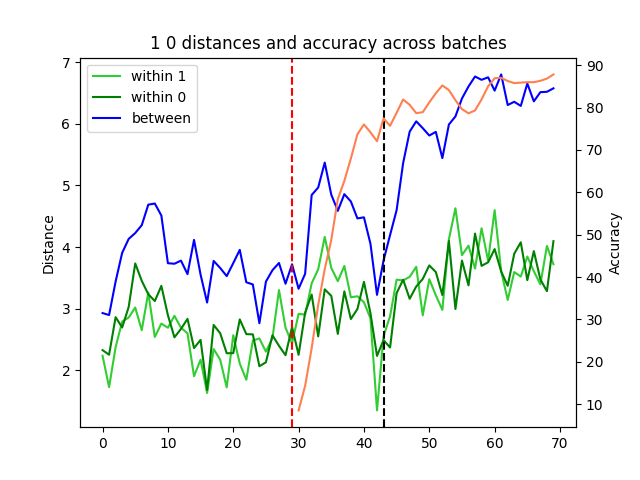 1 0 distances and accuracy across batches
within 1
within 0
between
Distance
7
6
5
4
3
2
Accuracy
90
80
70
60
50
40
30
20
10
0 10 20 30 40 50 60 70